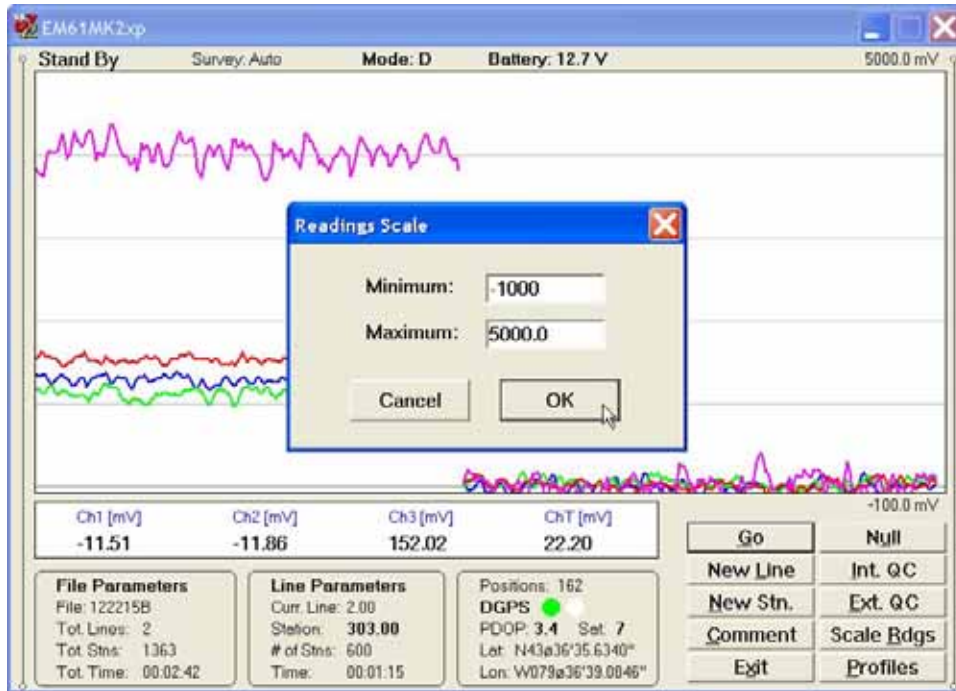 EM61MK2xp
Stand By Survey: Auto Mode: D Battery: 12.7 V 5000.0 mV
Readings Scale
Minimum: -1000
Maximum: 5000.0
Cancel OK
-100.0 mV
Ch1 [mV] Ch2 [mV] Ch3 [mV] ChT [mV]
-11.51 -11.86 152.02 22.20
Go Null
New Line Int. QC
New Stn. Ext. QC
Comment Scale Rdgs
Exit Profiles
File Parameters
File: 122215B
Tot. Lines: 2
Tot. Stns: 1363
Tot. Time: 00:02:42
Line Parameters
Curr. Line: 2.00
Station: 303.00
# of Stns: 600
Time: 00:01:15
Positions: 162
DGPS
PDOP: 3.4 Sat: 7
Lat: N43ø36'35.6340"
Lon: W079ø36'39.0046"